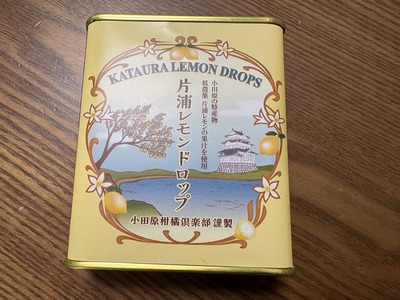 KATAURA LEMON DROPS
小田原の特産物
低農薬 片浦レモンの果汁を使用
片浦レモンドロップ
小田原柑橘倶楽部 謹製